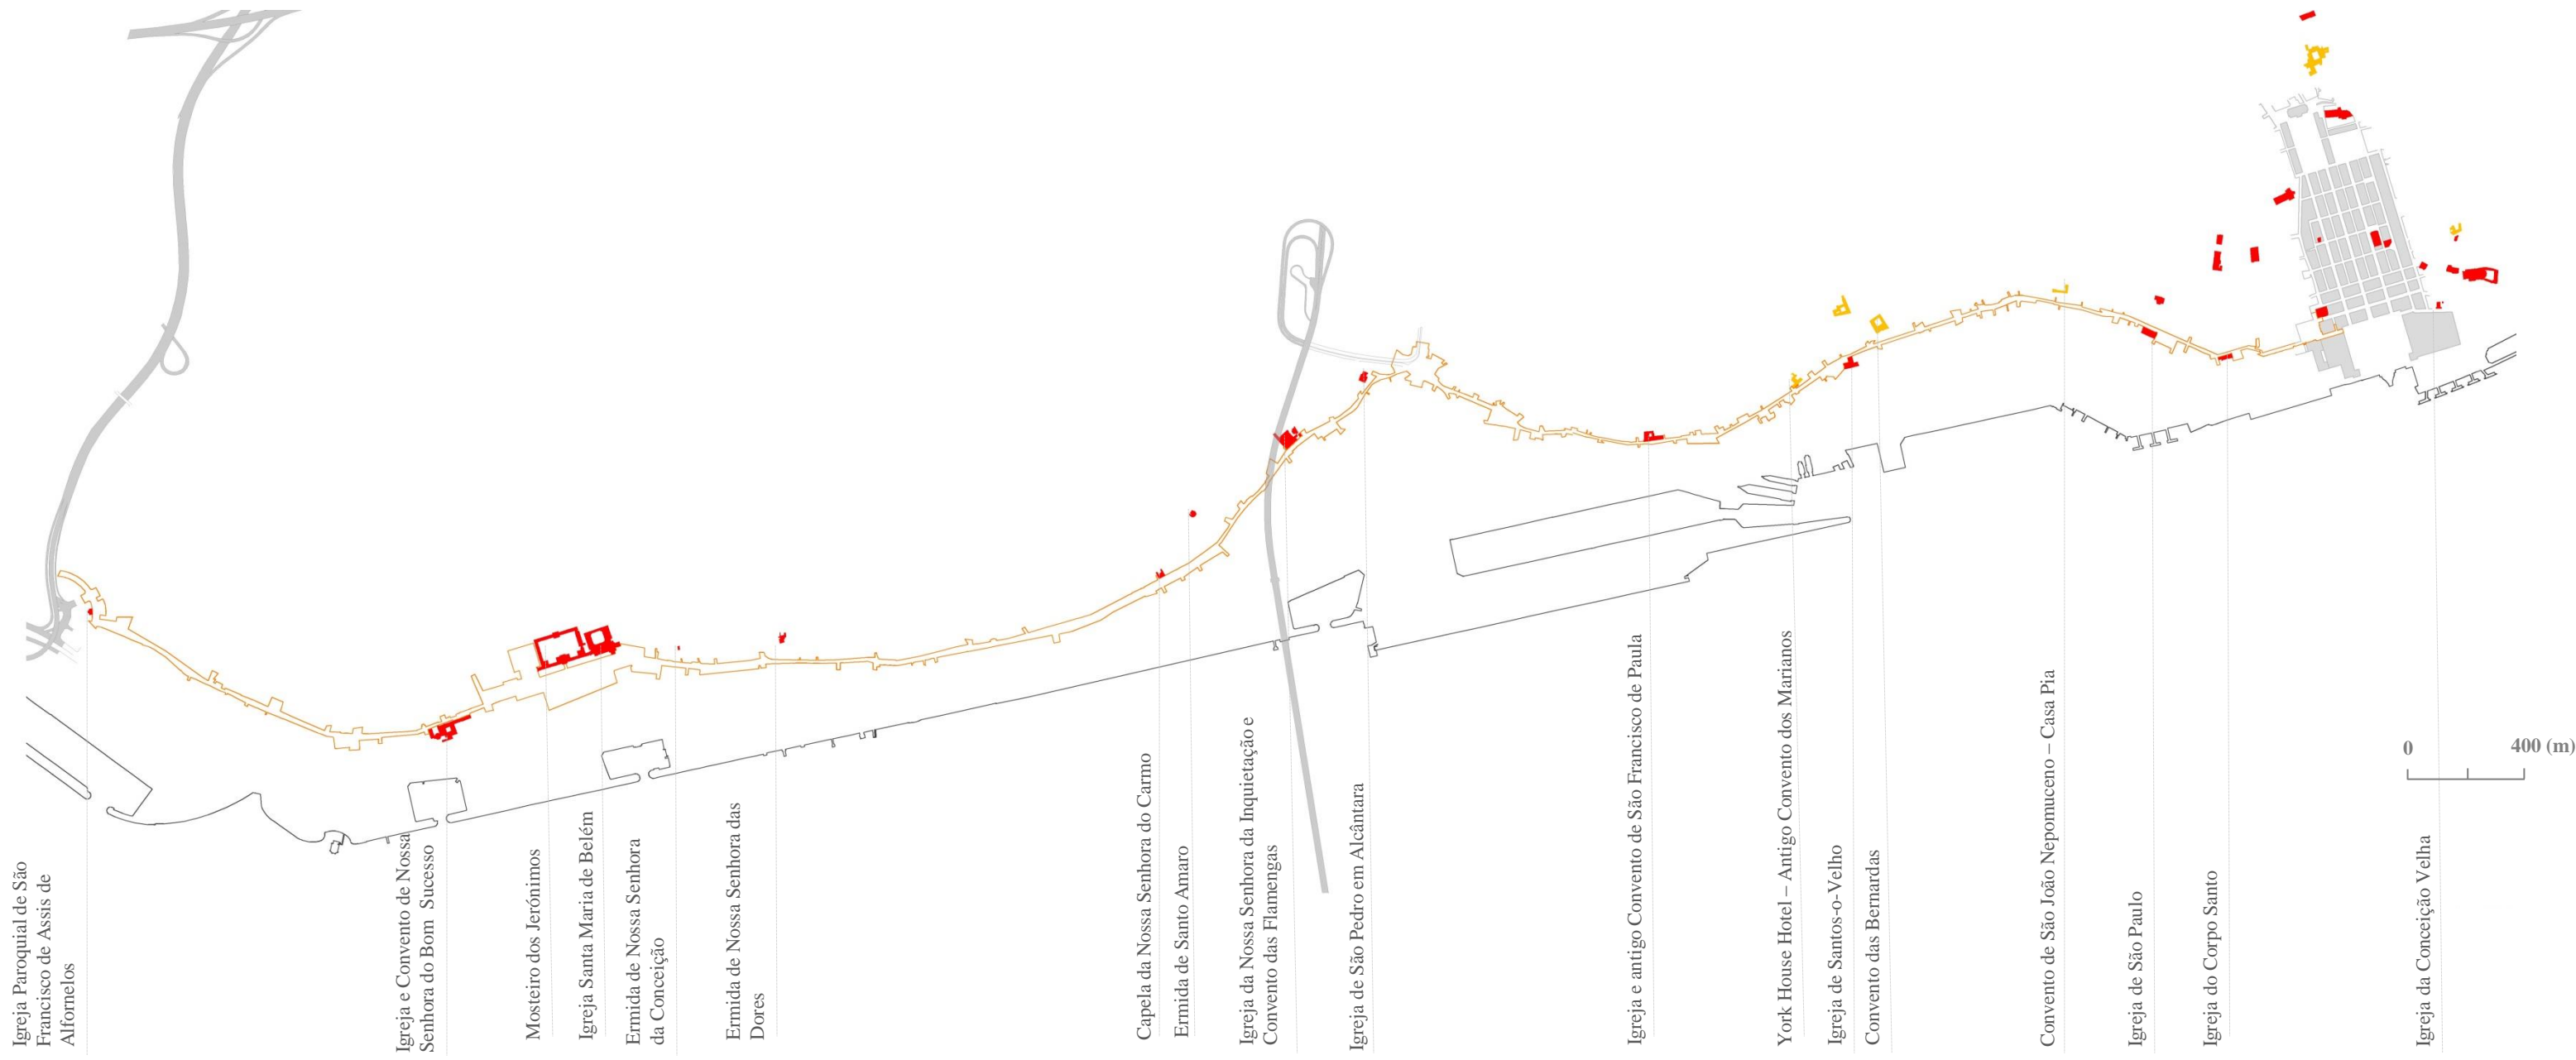 0
400 (m)
Igreja Paroquial de São
Francisco de Assis de
Alfornelos
Igreja e Convento de Nossa
Senhora do Bom Sucesso
Mosteiro dos Jerónimos
Igreja Santa Maria de Belém
Ermida de Nossa Senhora
da Conceição
Ermida de Nossa Senhora das
Dores
Capela da Nossa Senhora do Carmo
Ermida de Santo Amaro
Igreja da Nossa Senhora da Inquietação e
Convento das Flamengas
Igreja de São Pedro em Alcântara
Igreja e antigo Convento de São Francisco de Paula
York House Hotel – Antigo Convento dos Marianos
Igreja de Santos-o-Velho
Convento das Bernardas
Convento de São João Nepomuceno – Casa Pia
Igreja de São Paulo
Igreja do Corpo Santo
Igreja da Conceição Velha